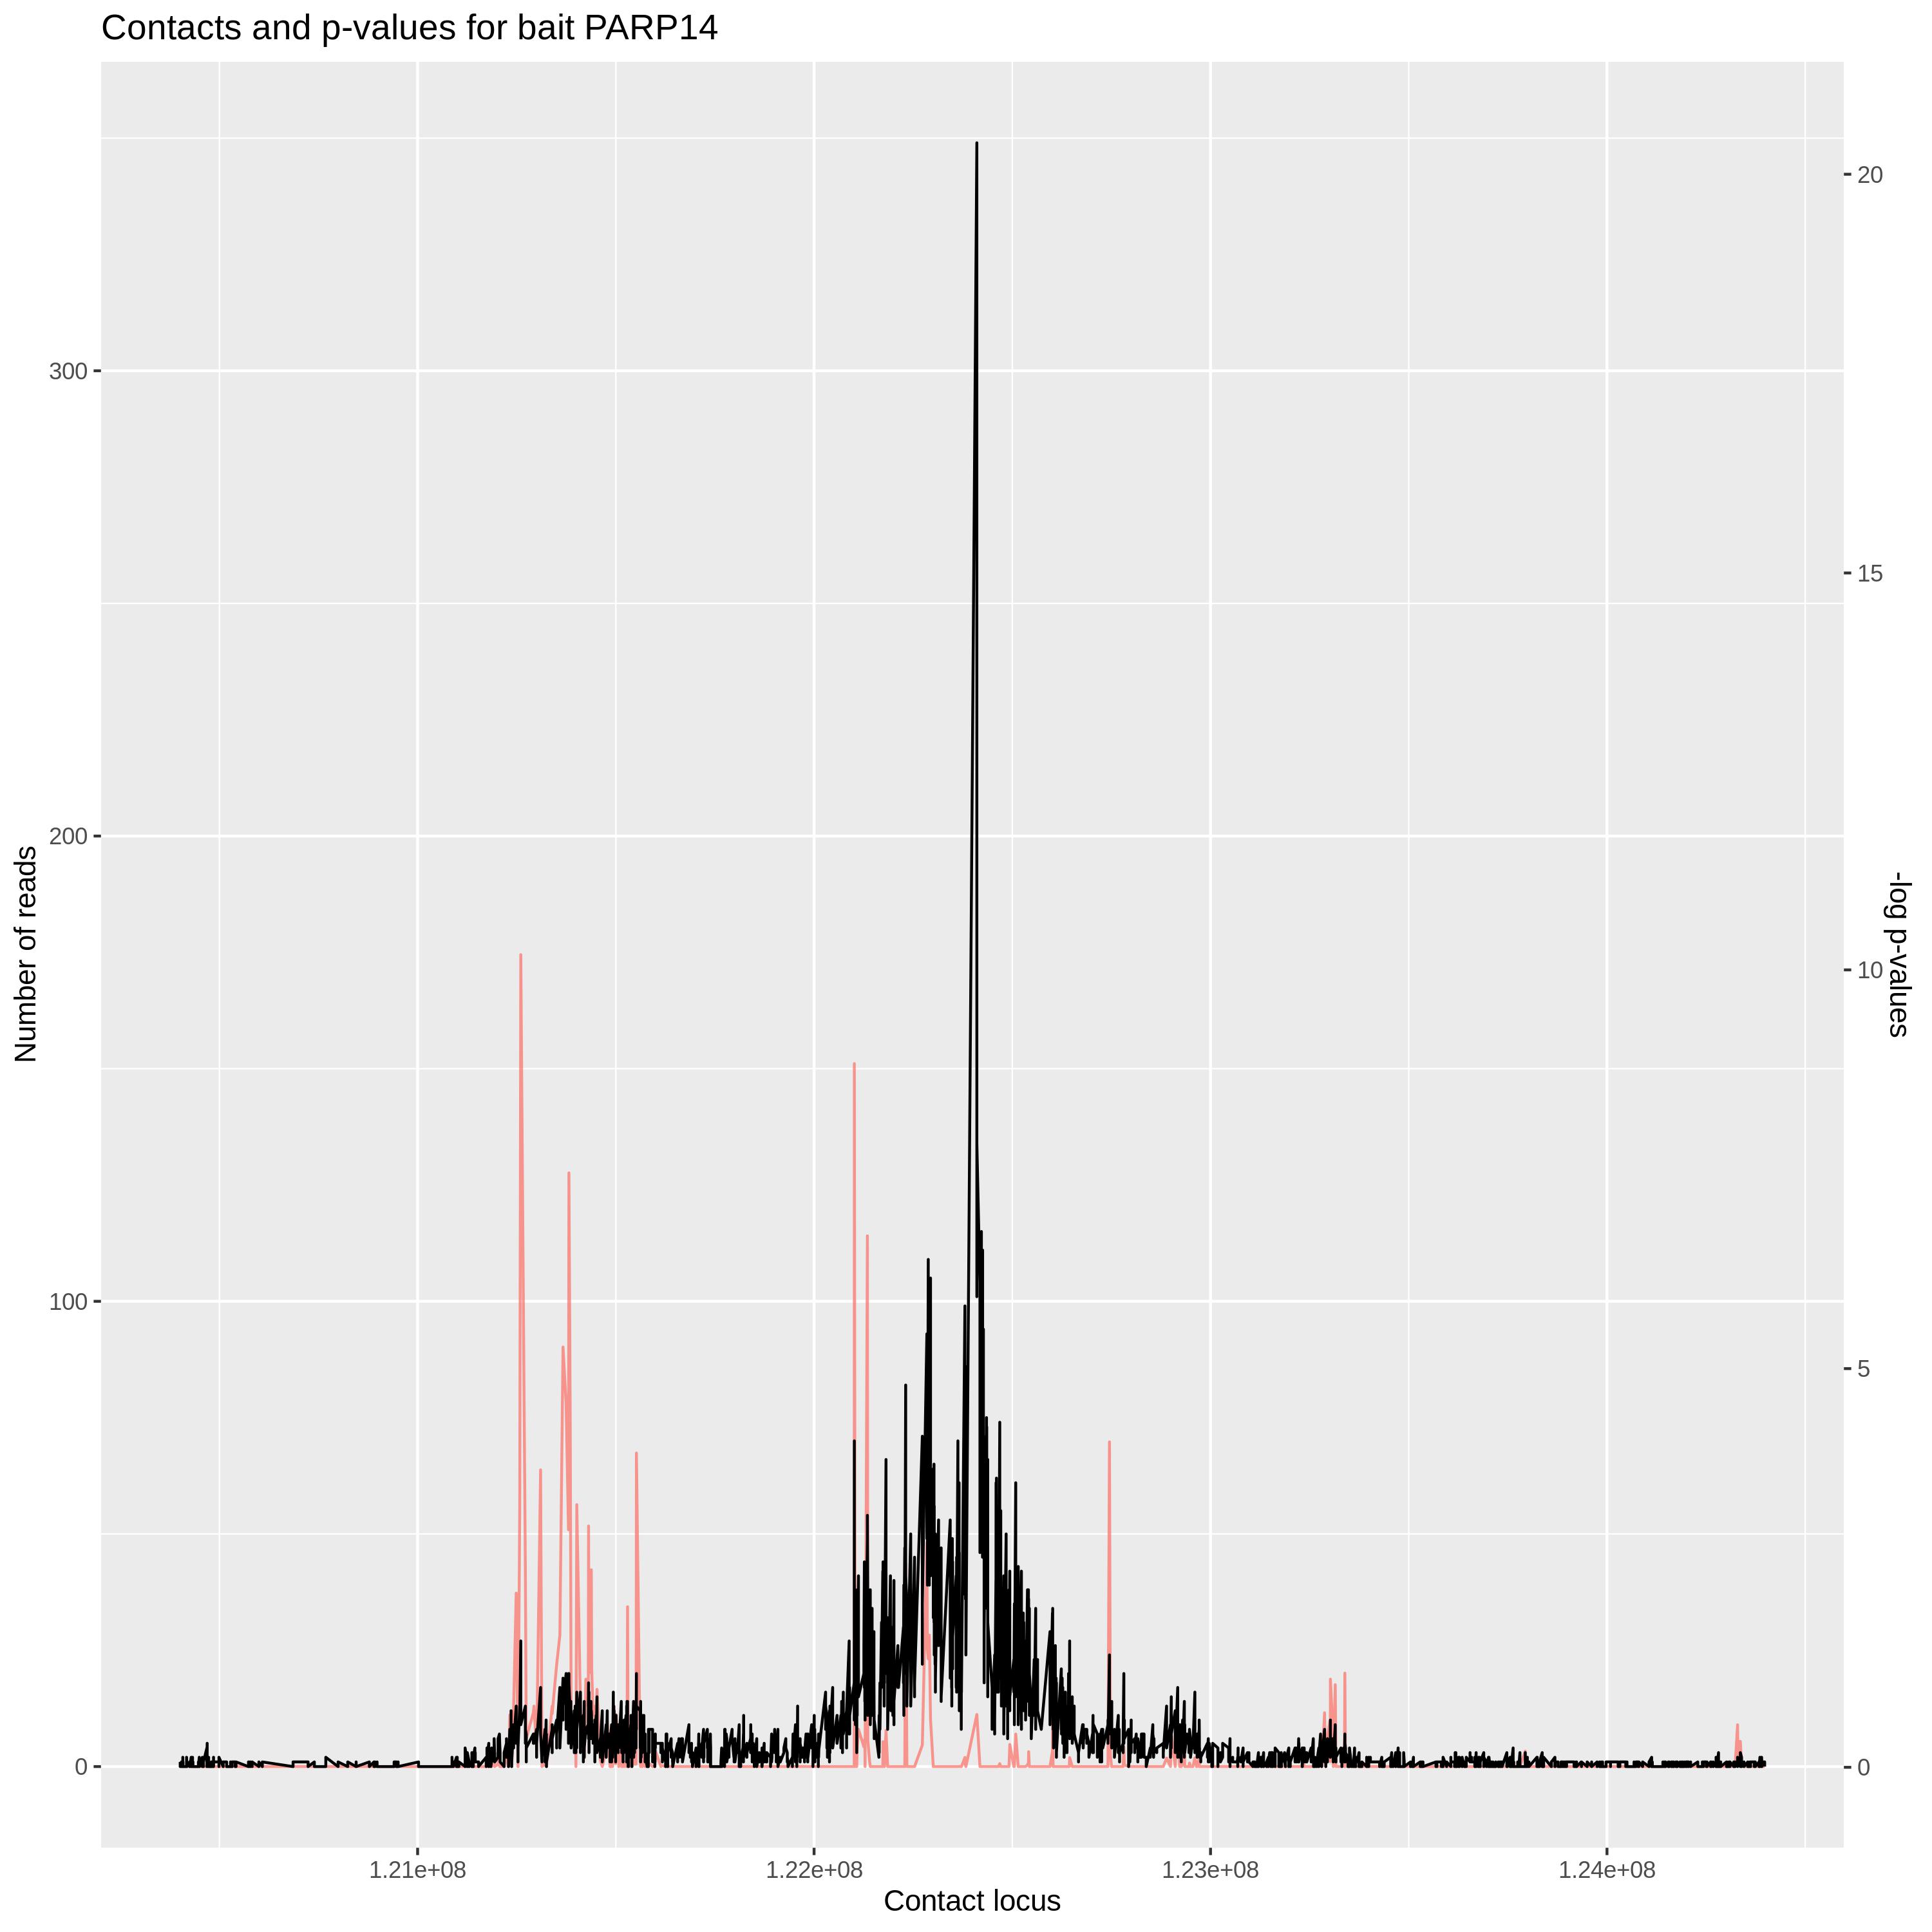 Contacts and p-values for bait PARP14
300
200
100
0
Number of reads
20
15
10
5
0
-log p-values
1.21e+08
1.22e+08
1.23e+08
1.24e+08
Contact locus